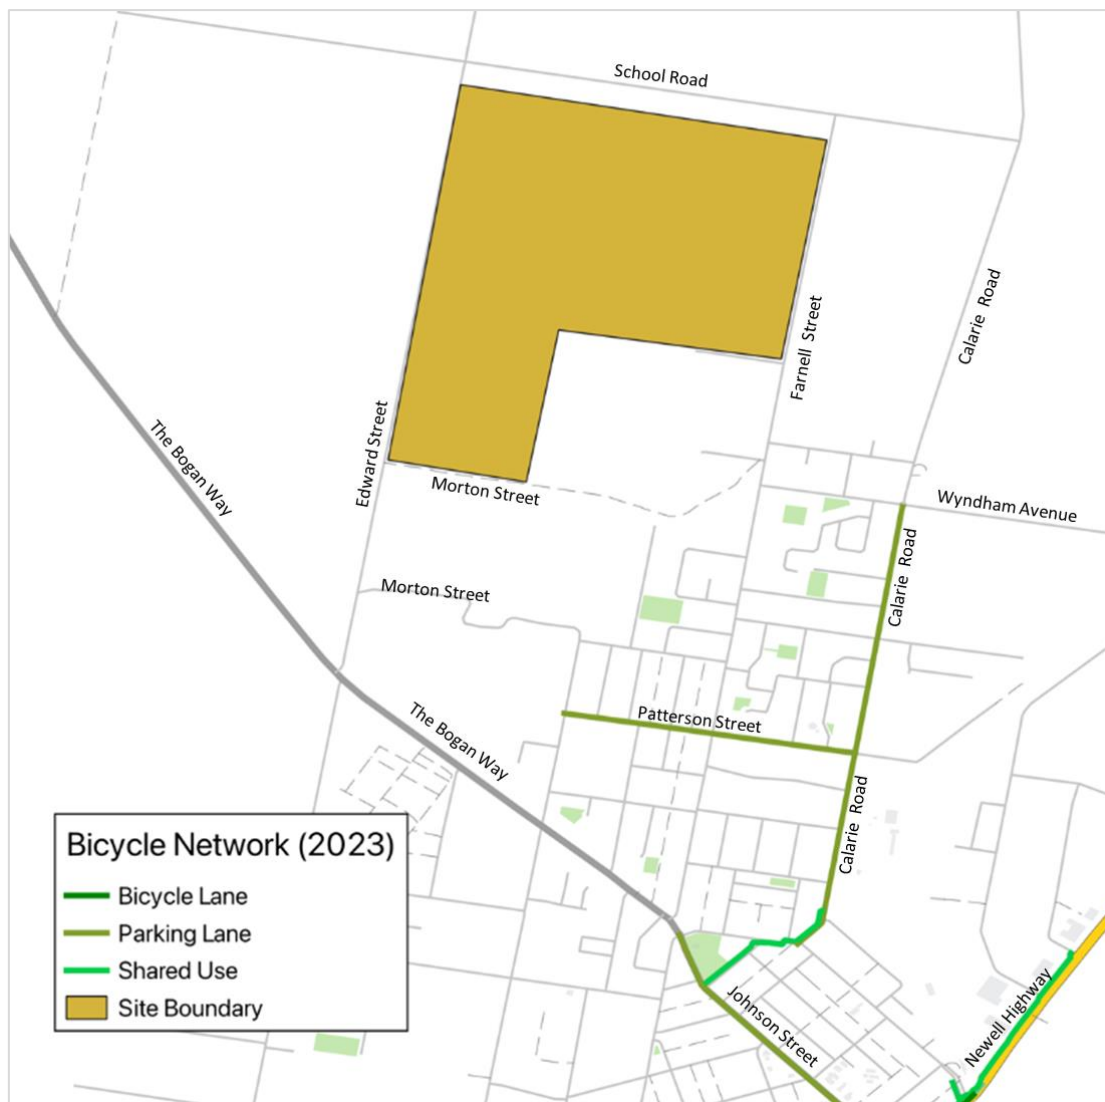 School Road
Calarie Road
Farnell Street
Edward Street
The Bogan Way
Morton Street
Wyndham Avenue
Calarie Road
Morton Street
Patterson Street
The Bogan Way
Calarie Road
Bicycle Network (2023)
Bicycle Lane
Parking Lane
Shared Use
Site Boundary
Johnson Street
Newell Highway